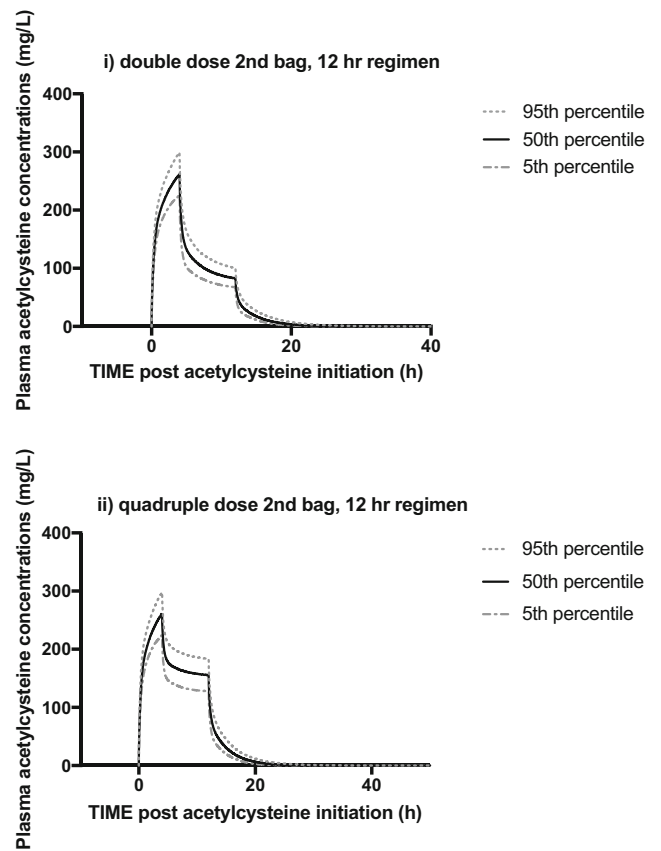 i) double dose 2nd bag, 12 hr regimen
Plasma acetylcysteine concentrations (mg/L)
400
300
200
100
0
0
20
40
TIME post acetylcysteine initiation (h)
95th percentile
50th percentile
5th percentile
ii) quadruple dose 2nd bag, 12 hr regimen
Plasma acetylcysteine concentrations (mg/L)
400
300
200
100
0
0
20
40
TIME post acetylcysteine initiation (h)
95th percentile
50th percentile
5th percentile